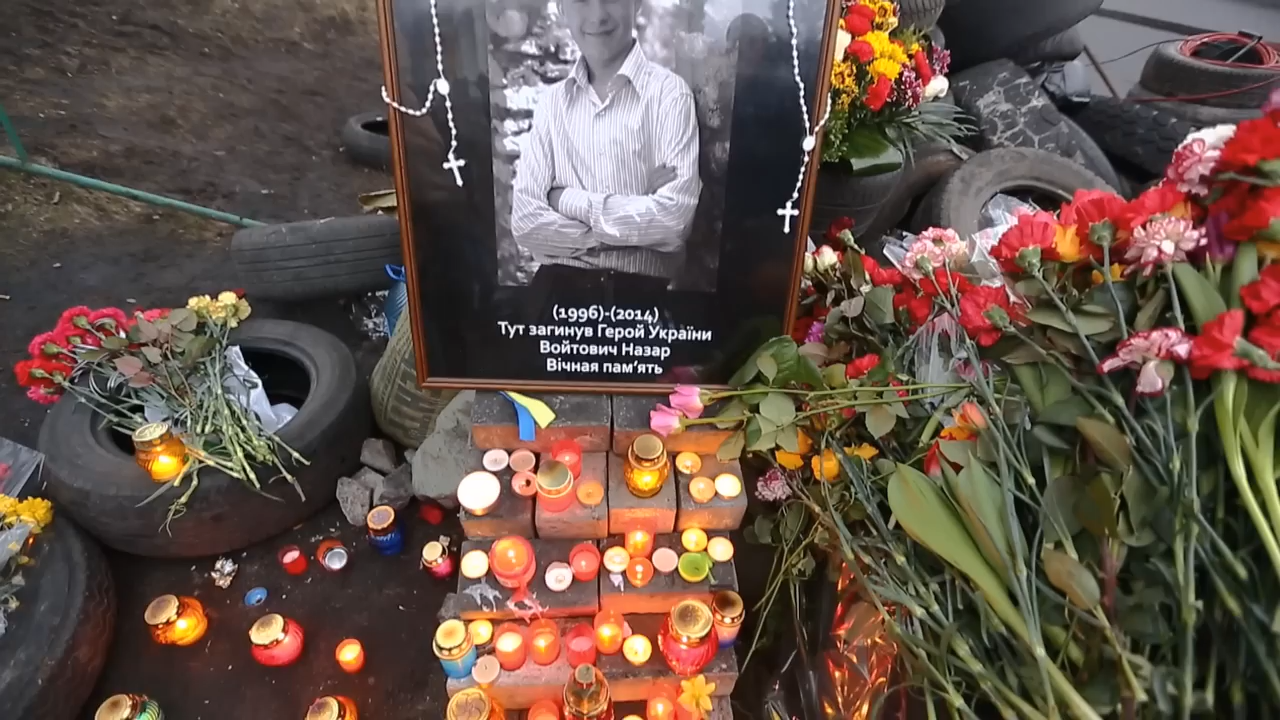 (1996)-(2014)
Тут загинув Герой України
Войтович Назар
Вічная пам'ять